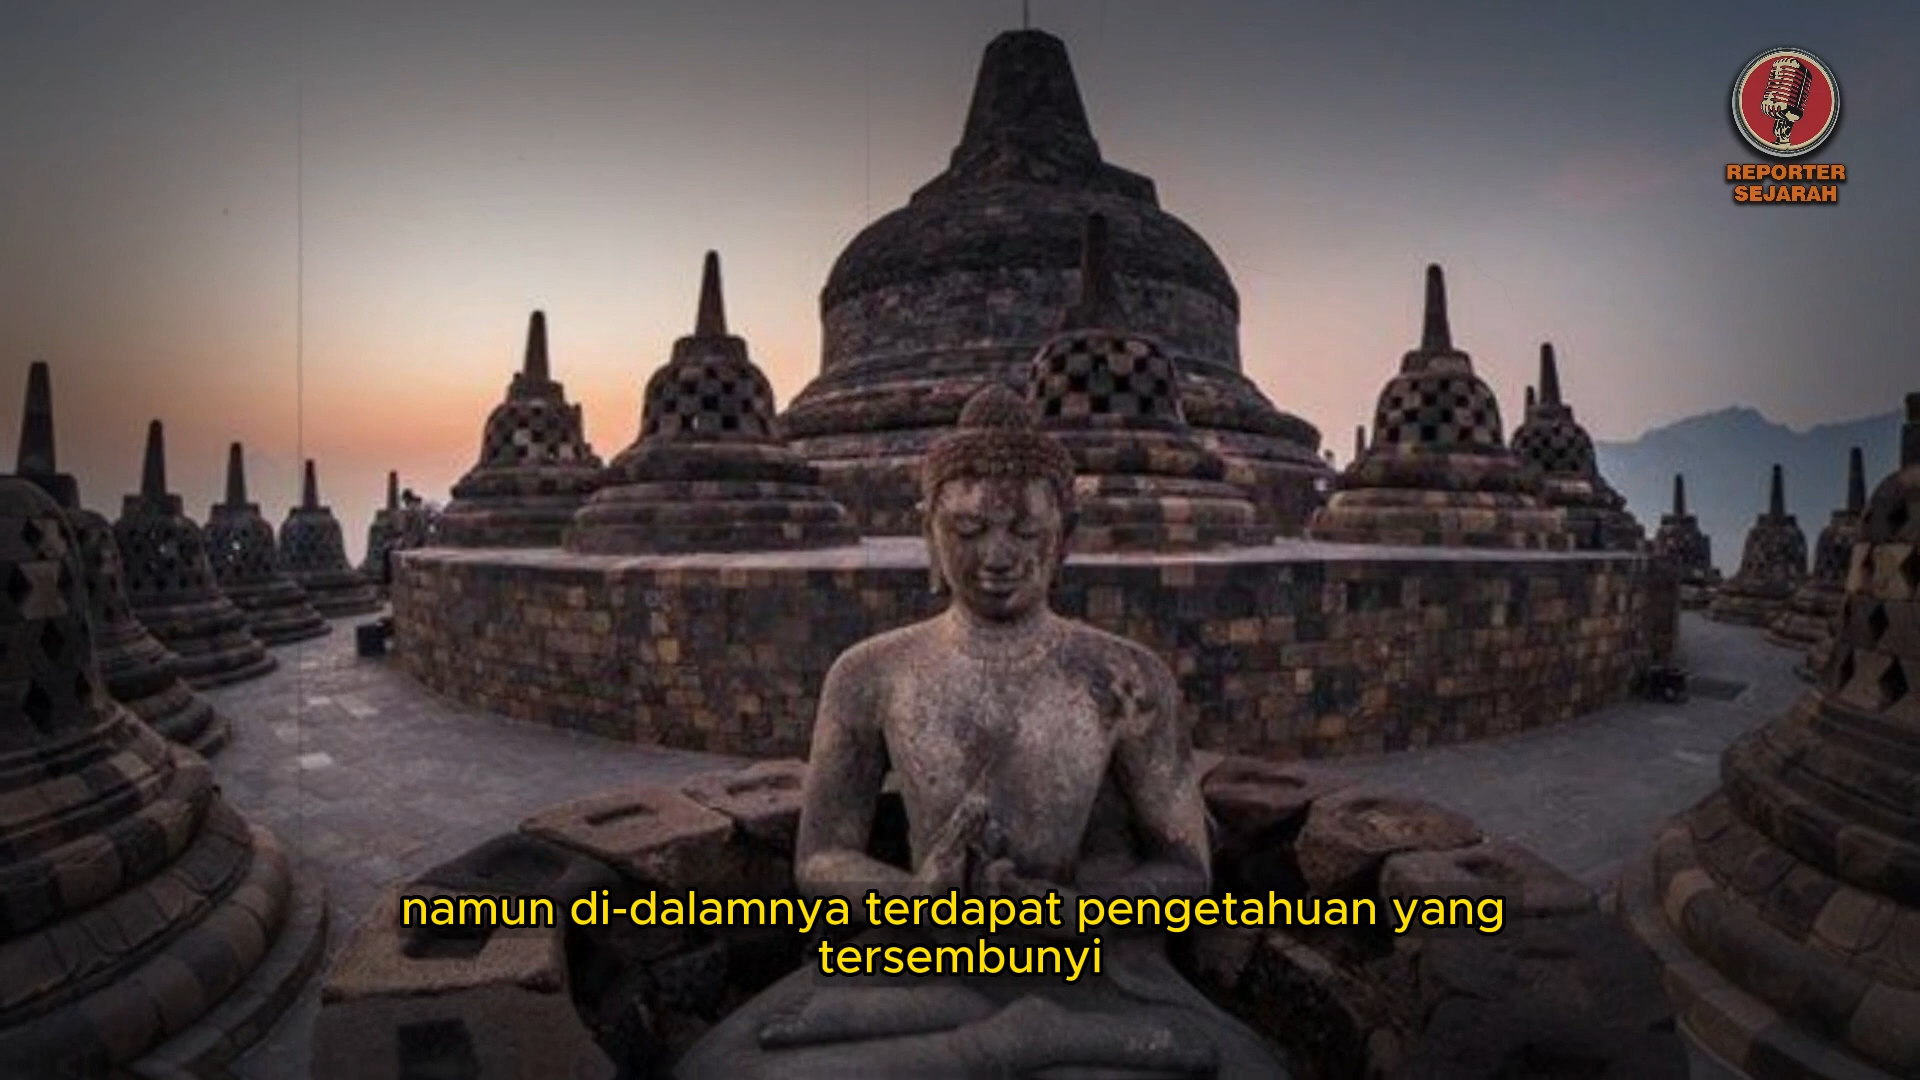 REPORTER
SEJARAH
namun di-dalamnya terdapat pengetahuan yang
tersembunyi